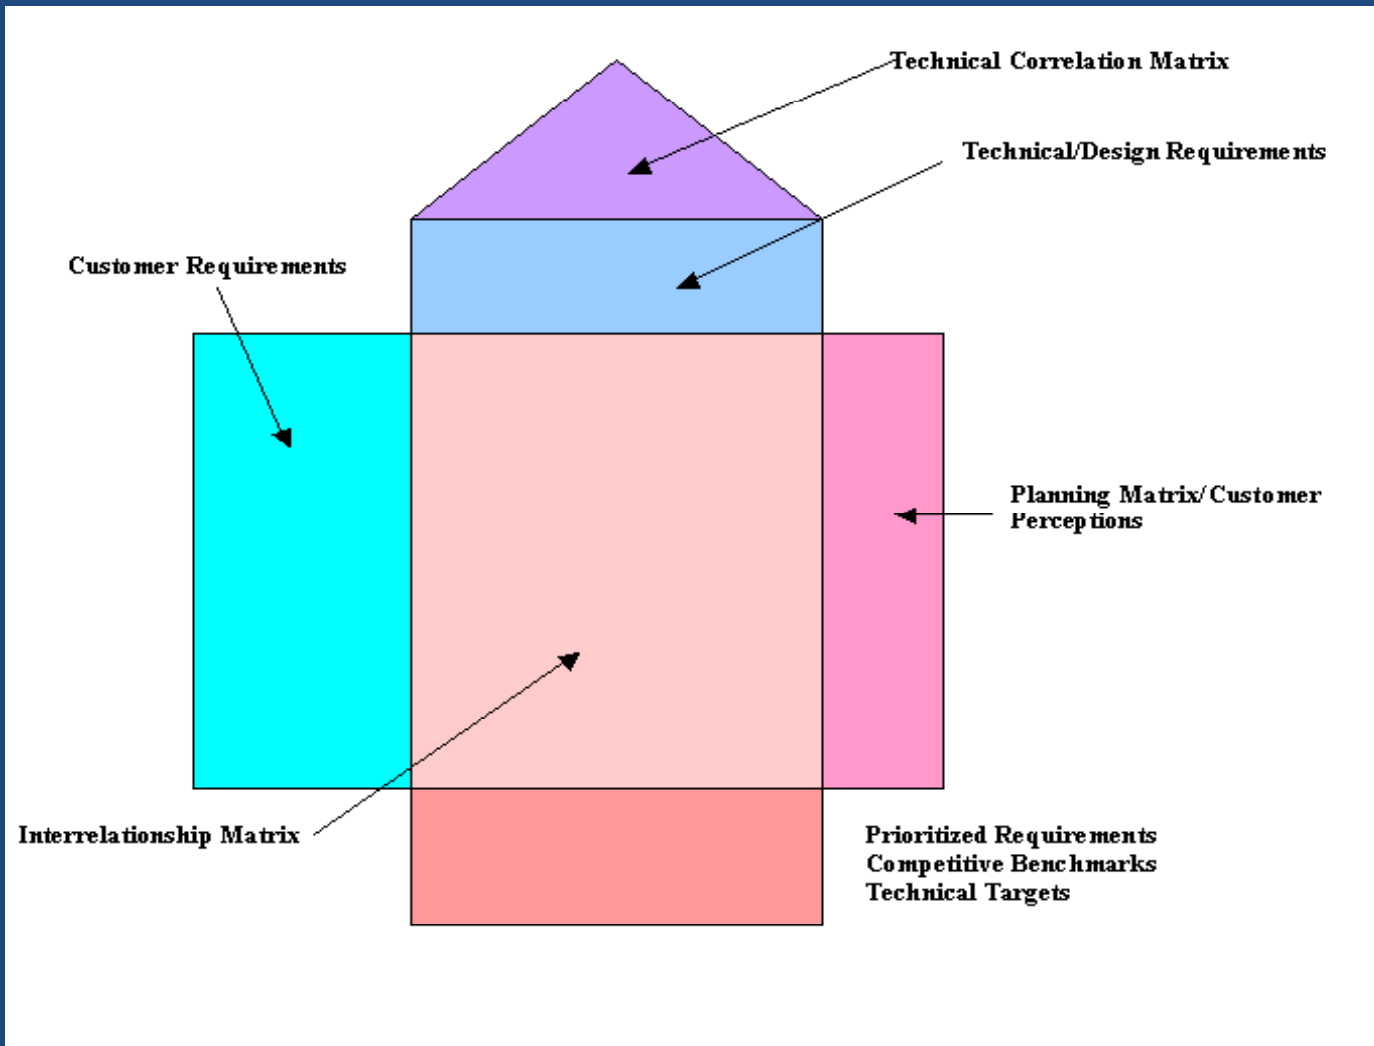 Technical Correlation Matrix
Technical/Design Requirements
Customer Requirements
Planning Matrix/Customer
Perceptions
Interrelationship Matrix
Prioritized Requirements
Competitive Benchmarks
Technical Targets